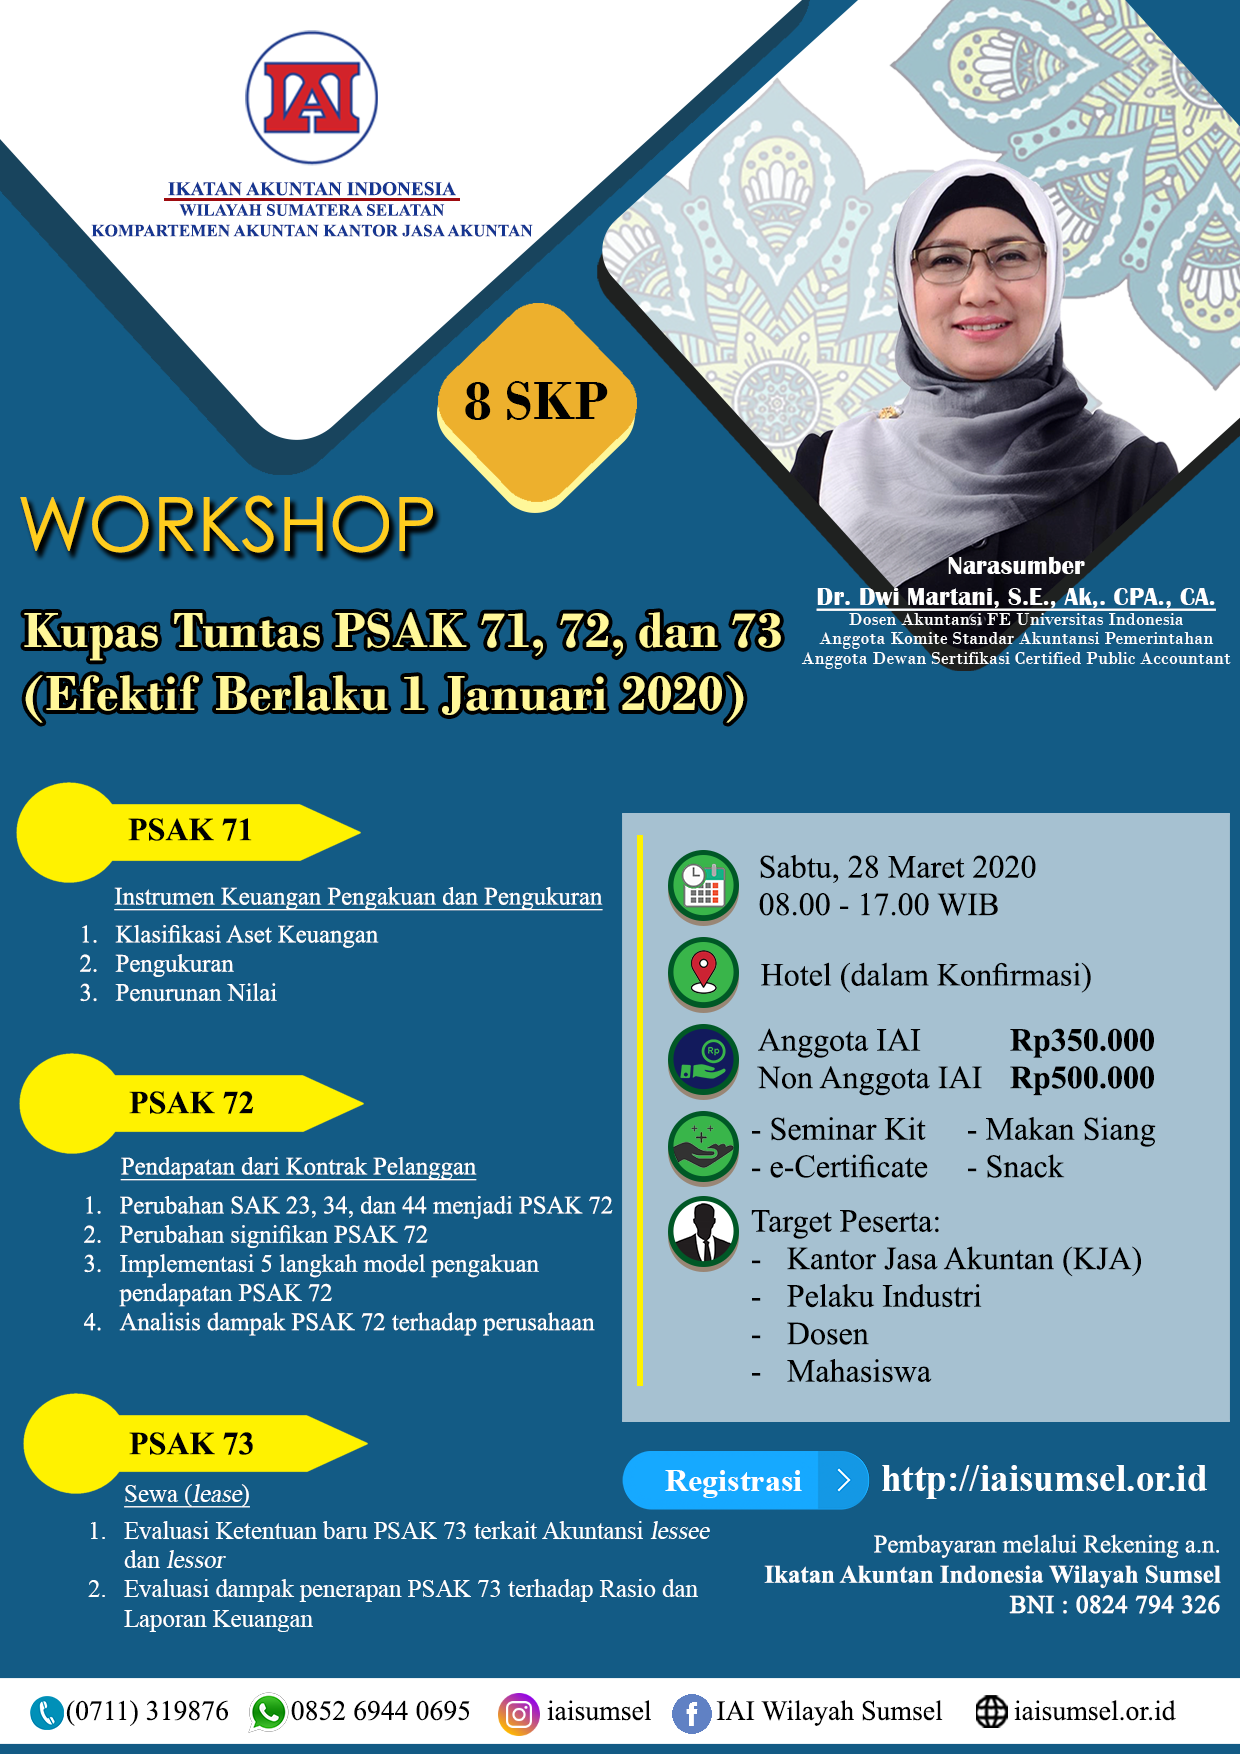 IAI
IKATAN AKUNTAN INDONESIA
WILAYAH SUMATERA SELATAN
KOMPARTEMEN AKUNTAN KANTOR JASA AKUNTAN
8 SKP
WORKSHOP
Kupas Tuntas PSAK 71, 72, dan 73
(Efektif Berlaku 1 Januari 2020)
Narasumber
Dr. Dwi Martani, S.E., Ak,. CPA., CA.
Dosen Akuntansi FE Universitas Indonesia
Anggota Komite Standar Akuntansi Pemerintahan
Anggota Dewan Sertifikasi Certified Public Accountant
PSAK 71
Instrumen Keuangan Pengakuan dan Pengukuran
1. Klasifikasi Aset Keuangan
2. Pengukuran
3. Penurunan Nilai
PSAK 72
Pendapatan dari Kontrak Pelanggan
1. Perubahan SAK 23, 34, dan 44 menjadi PSAK 72
2. Perubahan signifikan PSAK 72
3. Implementasi 5 langkah model pengakuan
pendapatan PSAK 72
4. Analisis dampak PSAK 72 terhadap perusahaan
PSAK 73
Sewa (lease)
1. Evaluasi Ketentuan baru PSAK 73 terkait Akuntansi lessee
dan lessor
2. Evaluasi dampak penerapan PSAK 73 terhadap Rasio dan
Laporan Keuangan
Sabtu, 28 Maret 2020
08.00 - 17.00 WIB
Hotel (dalam Konfirmasi)
Rp
Anggota IAI Rp350.000
Non Anggota IAI Rp500.000
- Seminar Kit - Makan Siang
- e-Certificate - Snack
Target Peserta:
- Kantor Jasa Akuntan (KJA)
- Pelaku Industri
- Dosen
- Mahasiswa
Registrasi > http://iaisumsel.or.id
Pembayaran melalui Rekening a.n.
Ikatan Akuntan Indonesia Wilayah Sumsel
BNI : 0824 794 326
(0711) 319876 0852 6944 0695 iaisumsel IAI Wilayah Sumsel iaisumsel.or.id